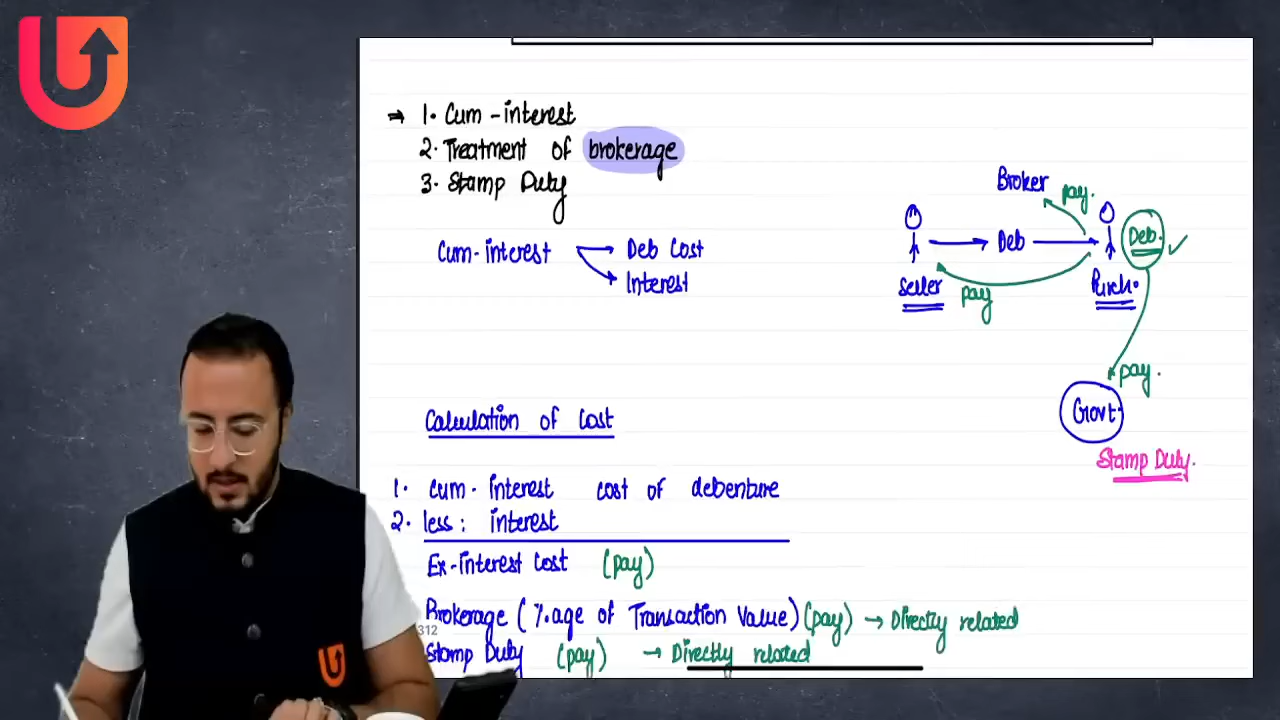 → 1. Cum-interest
2. Treatment of brokerage
3. Stamp Duty
Cum-interest → Deb Cost
→ Interest
Broker
pay.
Deb
Deb.
Seller
pay
Purch.
pay.
Govt.
Stamp Duty.
Calculation of Cost
1. Cum-interest cost of debenture
2. less: interest
Ex-interest cost (pay)
Brokerage (%age of Transaction Value) (pay) → Directly related
312
Stamp Duty (pay) → Directly related